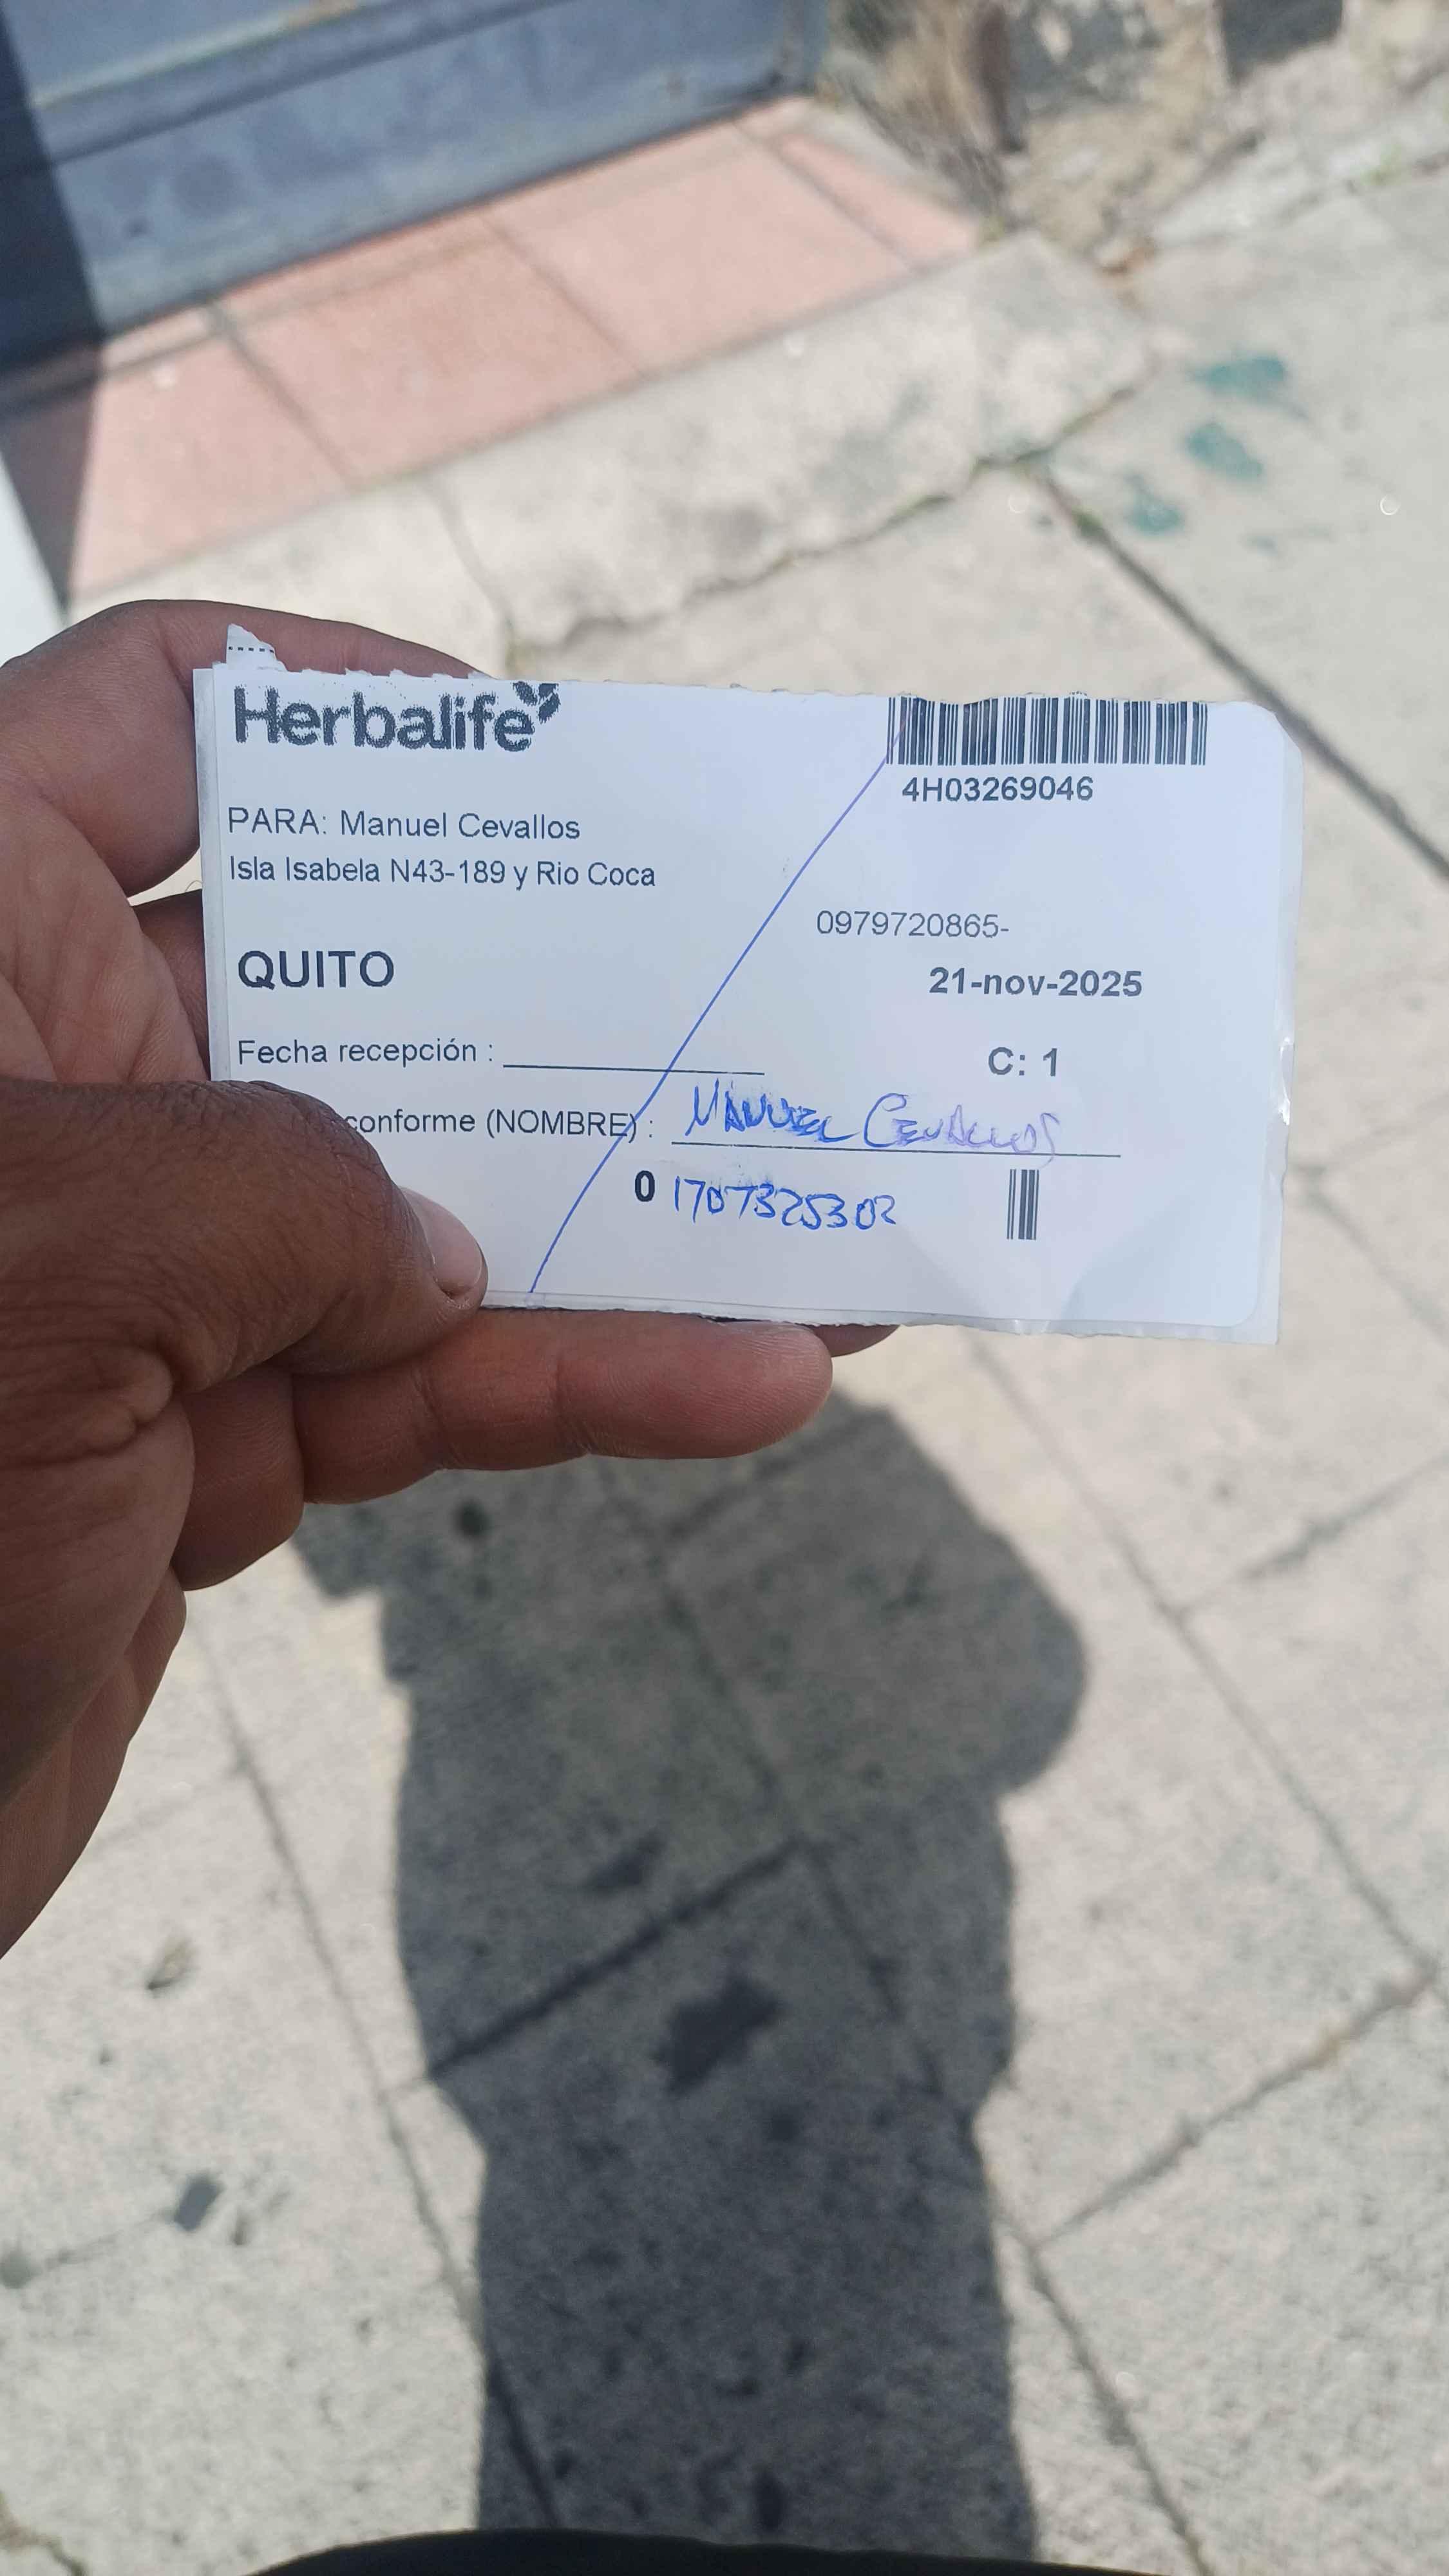 Herbalife
4H03269046
PARA: Manuel Cevallos
Isla Isabela N43-189 y Rio Coca
0979720865-
QUITO
21-nov-2025
Fecha recepción :
C: 1
conforme (NOMBRE) : MANUEL CEVALLOS
0 1707325302